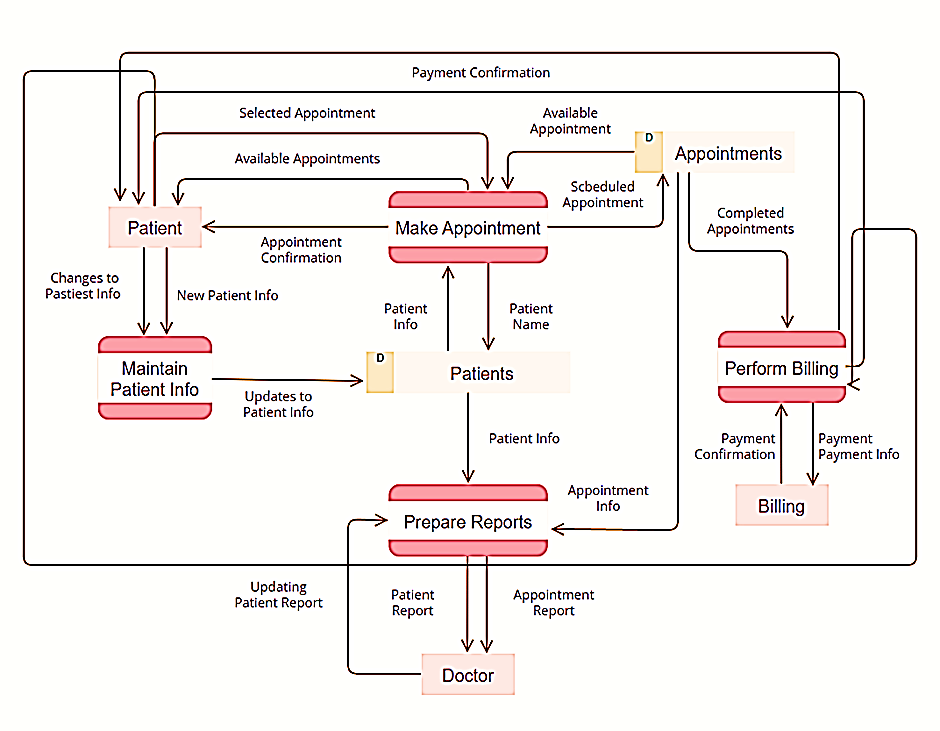 Payment Confirmation
Selected Appointment
Available
Appointment
D
Appointments
Available Appointments
Scbeduled
Appointment
Patient
Make Appointment
Completed
Appointments
Appointment
Confirmation
Changes to
Pastiest Info
New Patient Info
Patient
Info
Patient
Name
Maintain
Patient Info
D
Patients
Perform Billing
Updates to
Patient Info
Patient Info
Payment
Confirmation
Payment
Payment Info
Appointment
Info
Billing
Prepare Reports
Updating
Patient Report
Patient
Report
Appointment
Report
Doctor